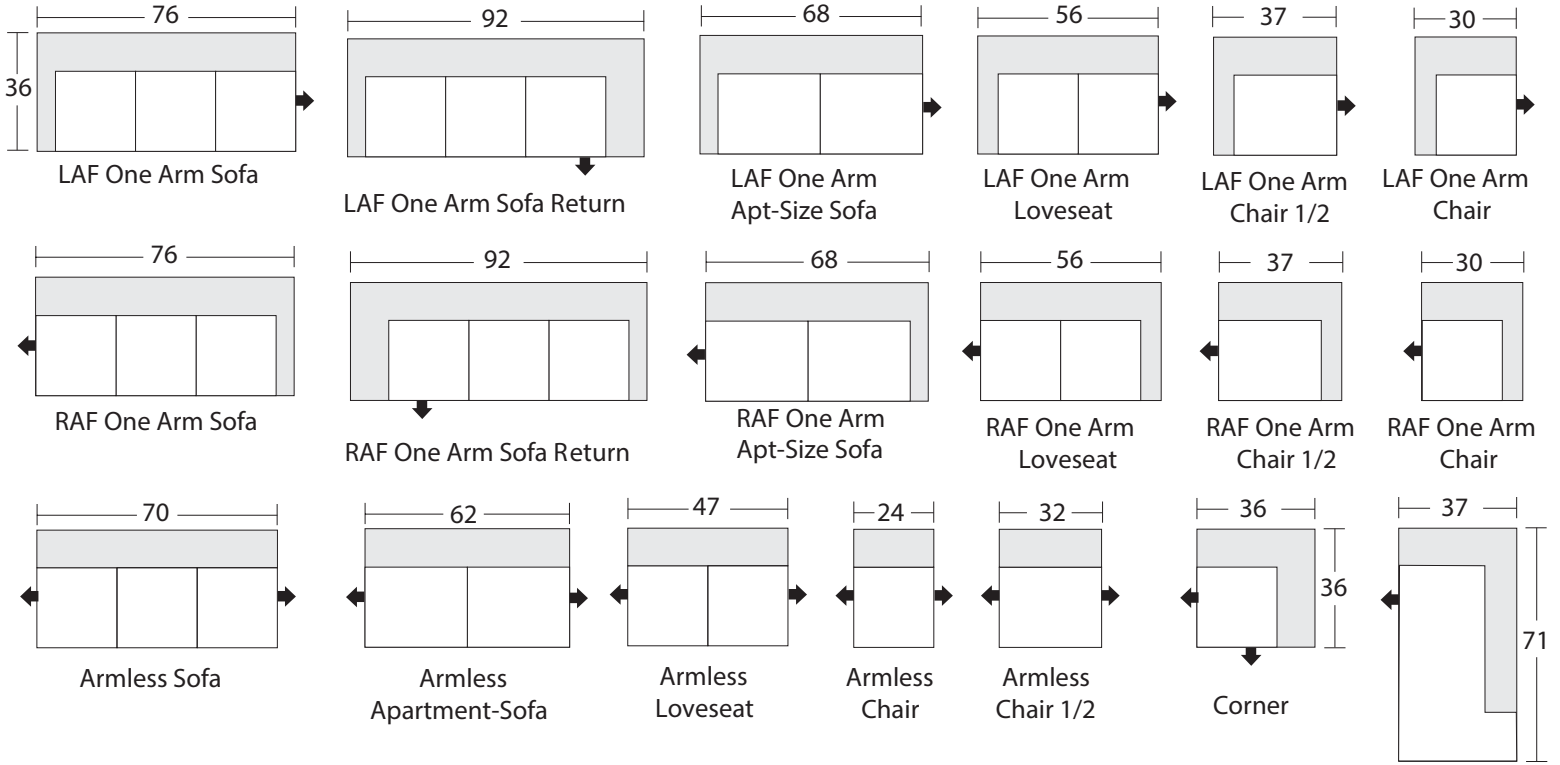 76
92
68
56
37
30
36
LAF One Arm Sofa
LAF One Arm Sofa Return
LAF One Arm
Apt-Size Sofa
LAF One Arm
Loveseat
LAF One Arm
Chair 1/2
LAF One Arm
Chair
76
92
68
56
37
30
RAF One Arm Sofa
RAF One Arm Sofa Return
RAF One Arm
Apt-Size Sofa
RAF One Arm
Loveseat
RAF One Arm
Chair 1/2
RAF One Arm
Chair
70
62
47
24
32
36
37
36
71
Armless Sofa
Armless
Apartment-Sofa
Armless
Loveseat
Armless
Chair
Armless
Chair 1/2
Corner